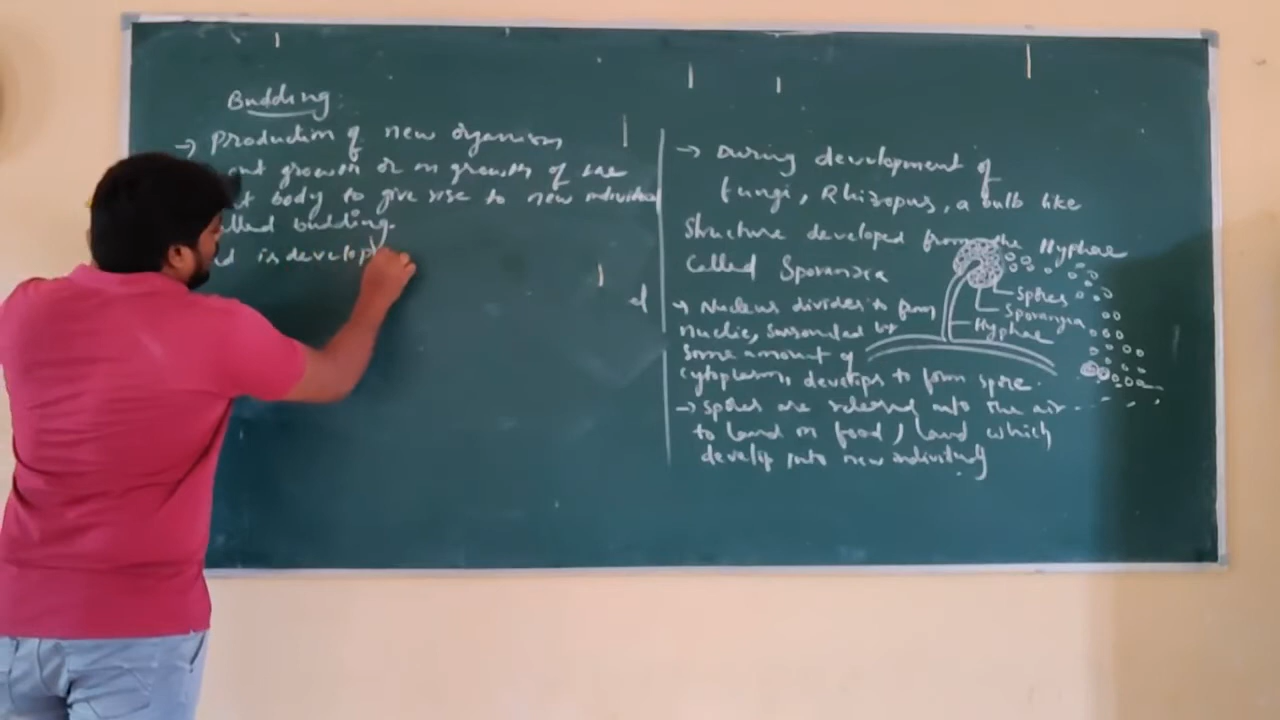 Budding
→ Production of new organism
out growth or on growth of the
body to give rise to new individual
called budding.
is develop
→ During development of
fungi, Rhizopus, a bulb like
structure developed from the Hyphae
called Sporangia
→ Nucleus divides to form
nuclie, surrounded by
some amount of
cytoplasm, develops to form spore.
→ Spores are released into the air
to land on food, land which
develop into new individual
Spores
Sporangia
Hyphae